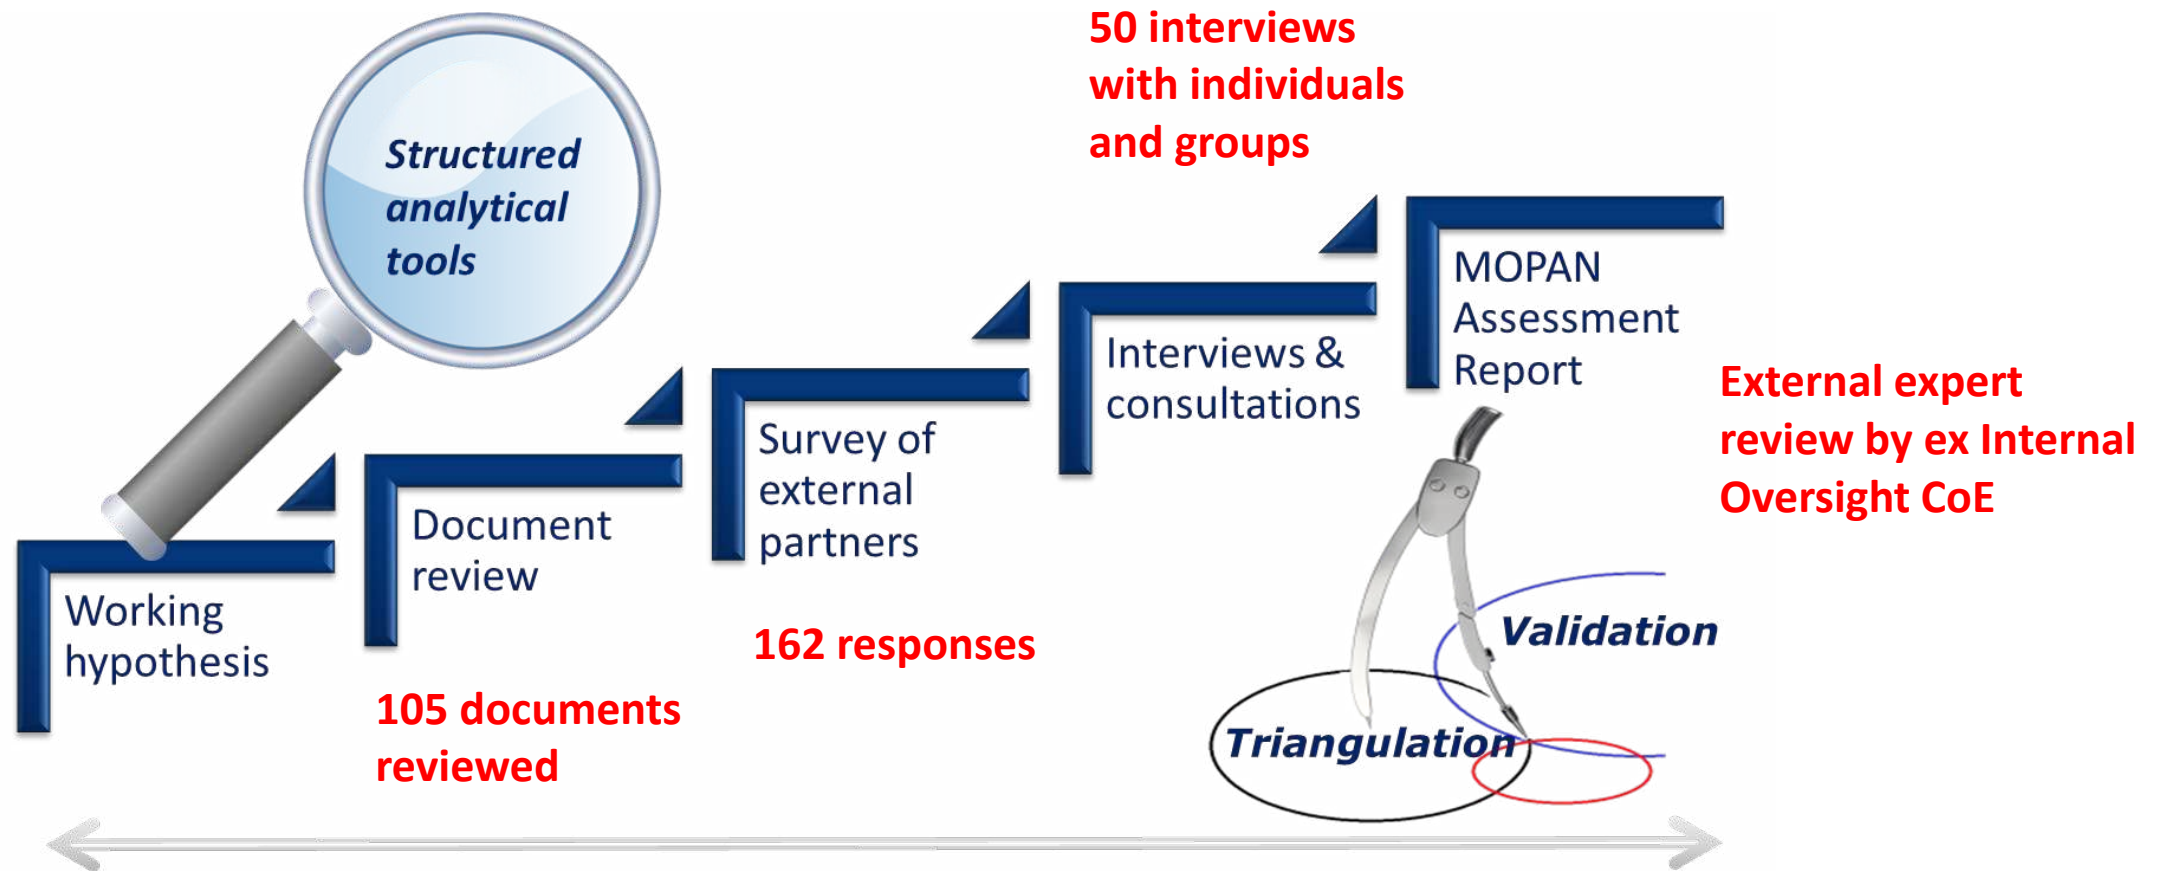 50 interviews
with individuals
and groups
Structured
analytical
tools
MOPAN
Assessment
Report
Interviews &
consultations
External expert
review by ex Internal
Oversight CoE
Survey of
external
partners
Document
review
Working
hypothesis
162 responses
105 documents
reviewed
Validation
Triangulation